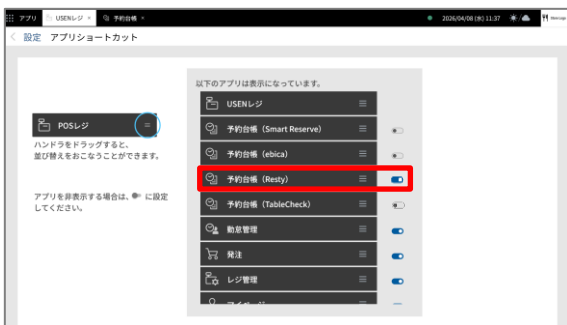 アプリ USENレジ × 予約台帳 × 2026/04/08 (水) 11:37
設定 アプリショートカット
以下のアプリは表示になっています。
USENレジ
POSレジ
ハンドラをドラッグすると、
並び替えをおこなうことができます。
アプリを非表示する場合は、 に設定
してください。
予約台帳（Smart Reserve）
予約台帳（ebica）
予約台帳（Resty）
予約台帳（TableCheck）
勤怠管理
発注
レジ管理